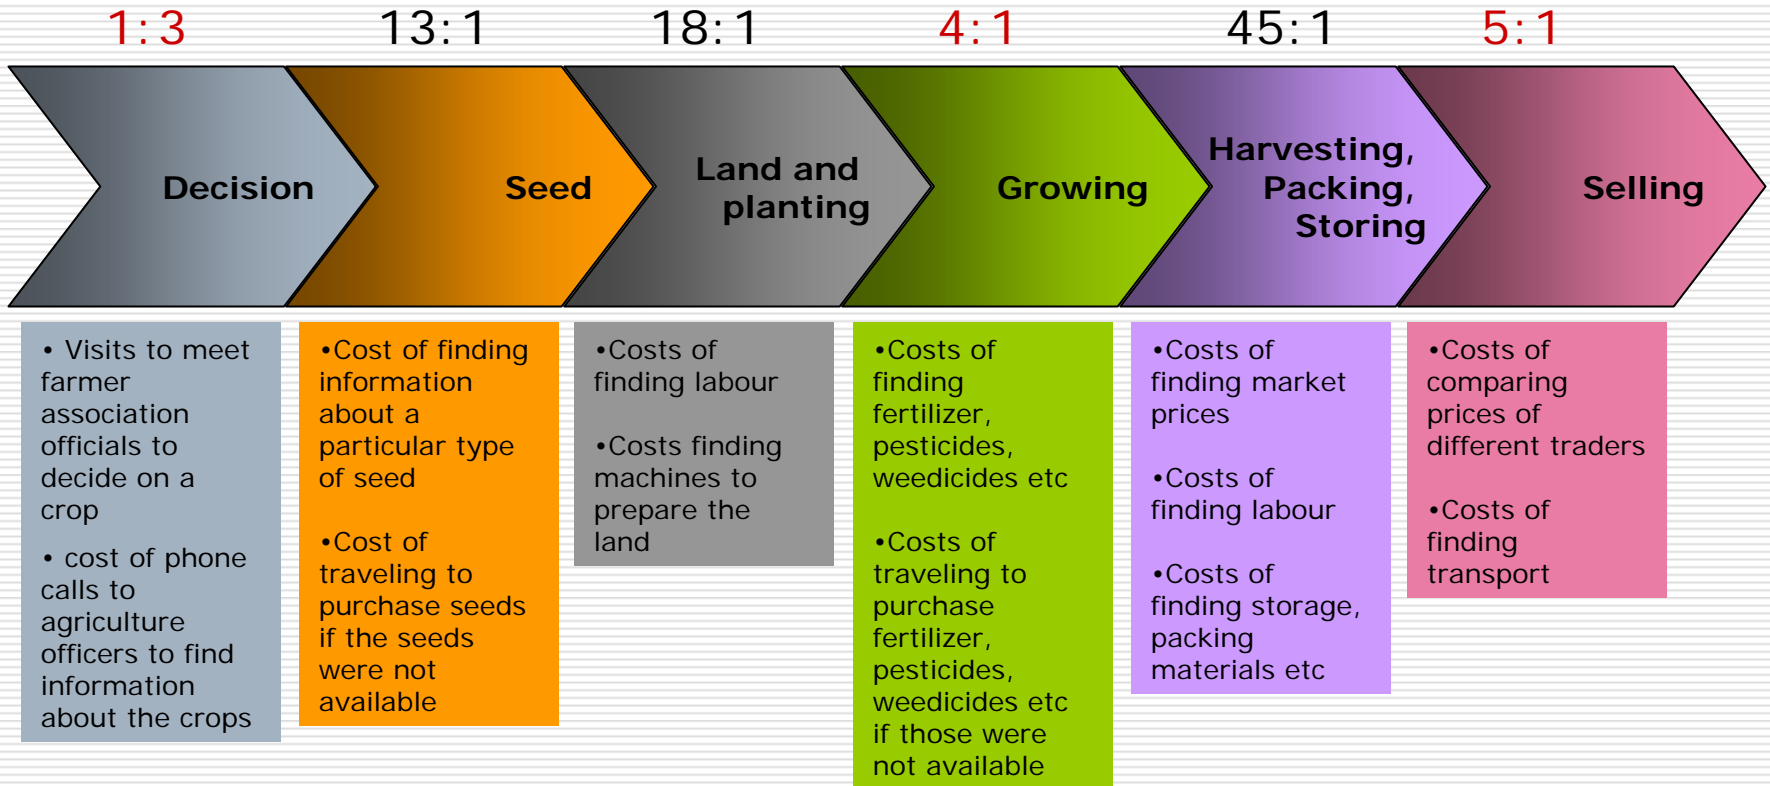 1:3
13:1
18:1
4:1
45:1
5:1
Decision
Seed
Land and
planting
Growing
Harvesting,
Packing,
Storing
Selling
• Visits to meet
farmer
association
officials to
decide on a
crop
• cost of phone
calls to
agriculture
officers to find
information
about the crops
•Cost of finding
information
about a
particular type
of seed
•Cost of
traveling to
purchase seeds
if the seeds
were not
available
•Costs of
finding labour
•Costs finding
machines to
prepare the
land
•Costs of
finding
fertilizer,
pesticides,
weedicides etc
•Costs of
traveling to
purchase
fertilizer,
pesticides,
weedicides etc
if those were
not available
•Costs of
finding market
prices
•Costs of
finding labour
•Costs of
finding storage,
packing
materials etc
•Costs of
comparing
prices of
different traders
•Costs of
finding
transport